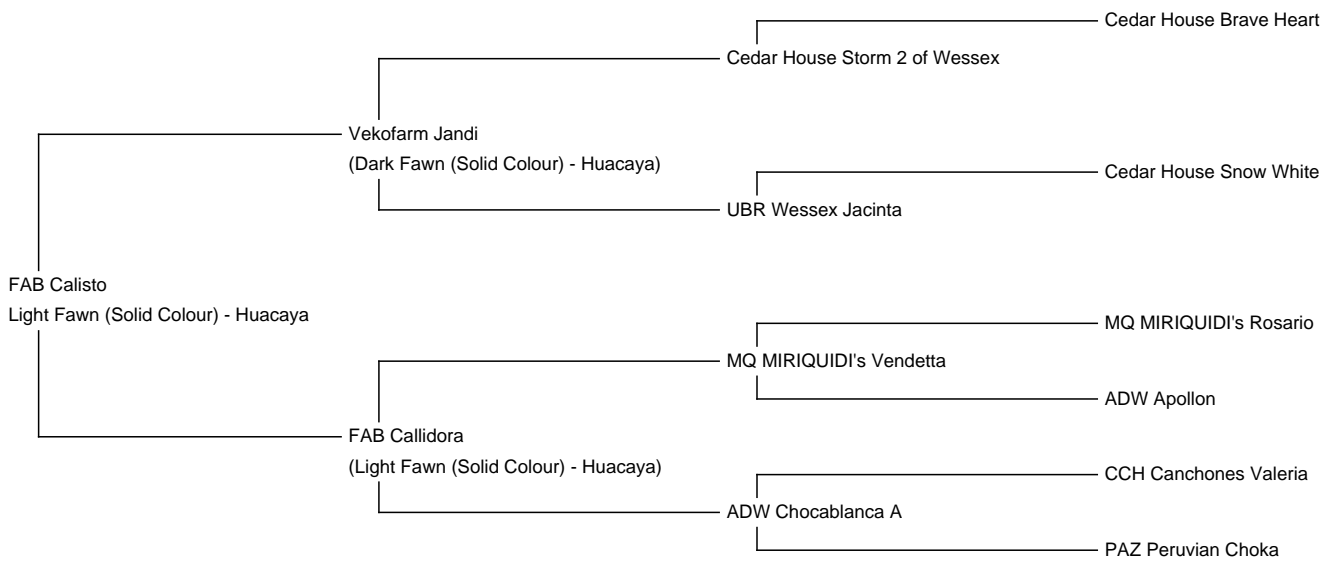 Cedar House Brave Heart
Cedar House Storm 2 of Wessex
Vekofarm Jandi
(Dark Fawn (Solid Colour) - Huacaya)
Cedar House Snow White
UBR Wessex Jacinta
FAB Calisto
Light Fawn (Solid Colour) - Huacaya
MQ MIRIQUIDI's Rosario
MQ MIRIQUIDI's Vendetta
ADW Apollon
FAB Callidora
(Light Fawn (Solid Colour) - Huacaya)
CCH Canchones Valeria
ADW Chocablanca A
PAZ Peruvian Choka